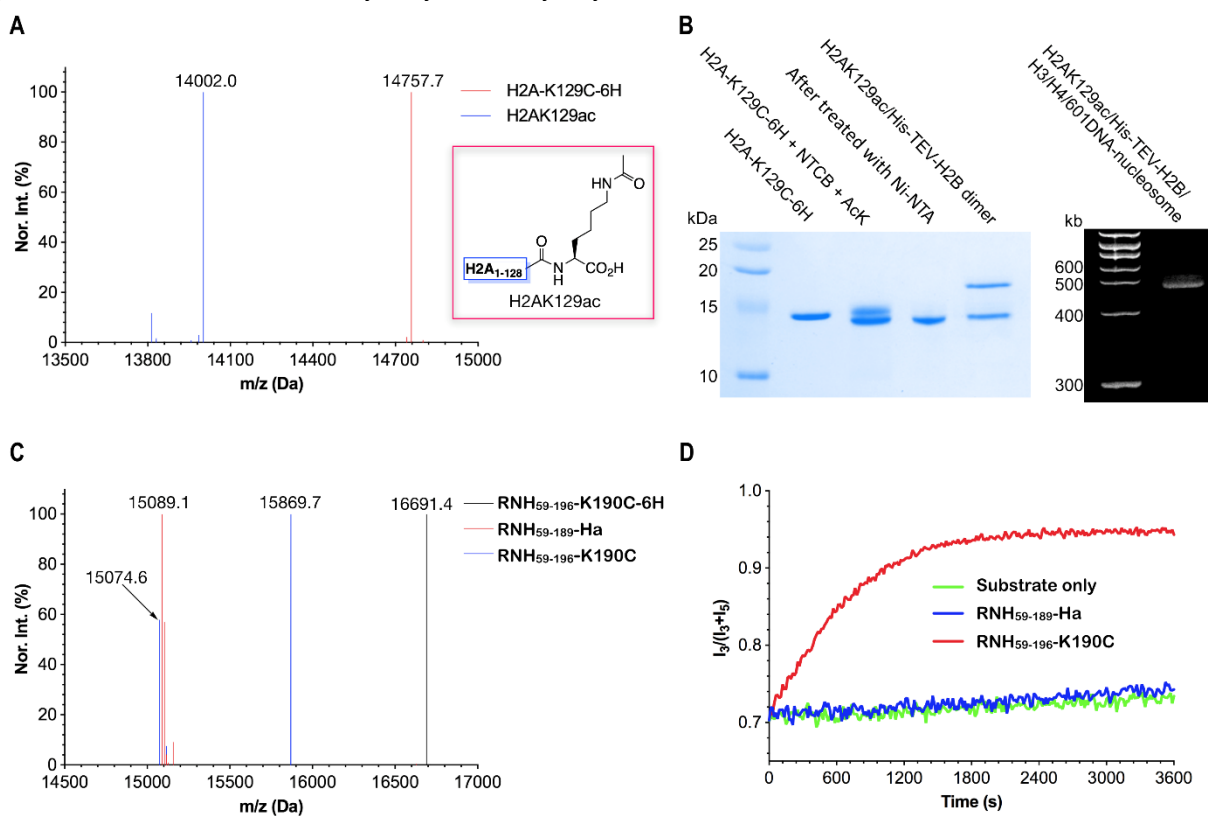 A
Nor. Int. (%)
100
80
60
40
20
0
14002.0
14757.7
H2A-K129C-6H
H2AK129ac
NH
O
O
H2A1-128
N
H
CO2H
H2AK129ac
13500
13800
14100
14400
14700
15000
m/z (Da)
B
H2A-K129C-6H
H2A-K129C-6H + NTCB + AcK
After treated with Ni-NTA
H2AK129ac/His-TEV-H2B dimer
kDa
25
20
15
10
H2AK129ac/His-TEV-H2B/
H3/H4/601DNA-nucleosome
kb
600
500
400
300
C
Nor. Int. (%)
100
80
60
40
20
0
15089.1
15869.7
16691.4
15074.6
RNH59-196-K190C-6H
RNH59-189-Ha
RNH59-196-K190C
14500
15000
15500
16000
16500
17000
m/z (Da)
D
I3/(I3+I5)
1.0
0.9
0.8
0.7
Substrate only
RNH59-189-Ha
RNH59-196-K190C
0
600
1200
1800
2400
3000
3600
Time (s)